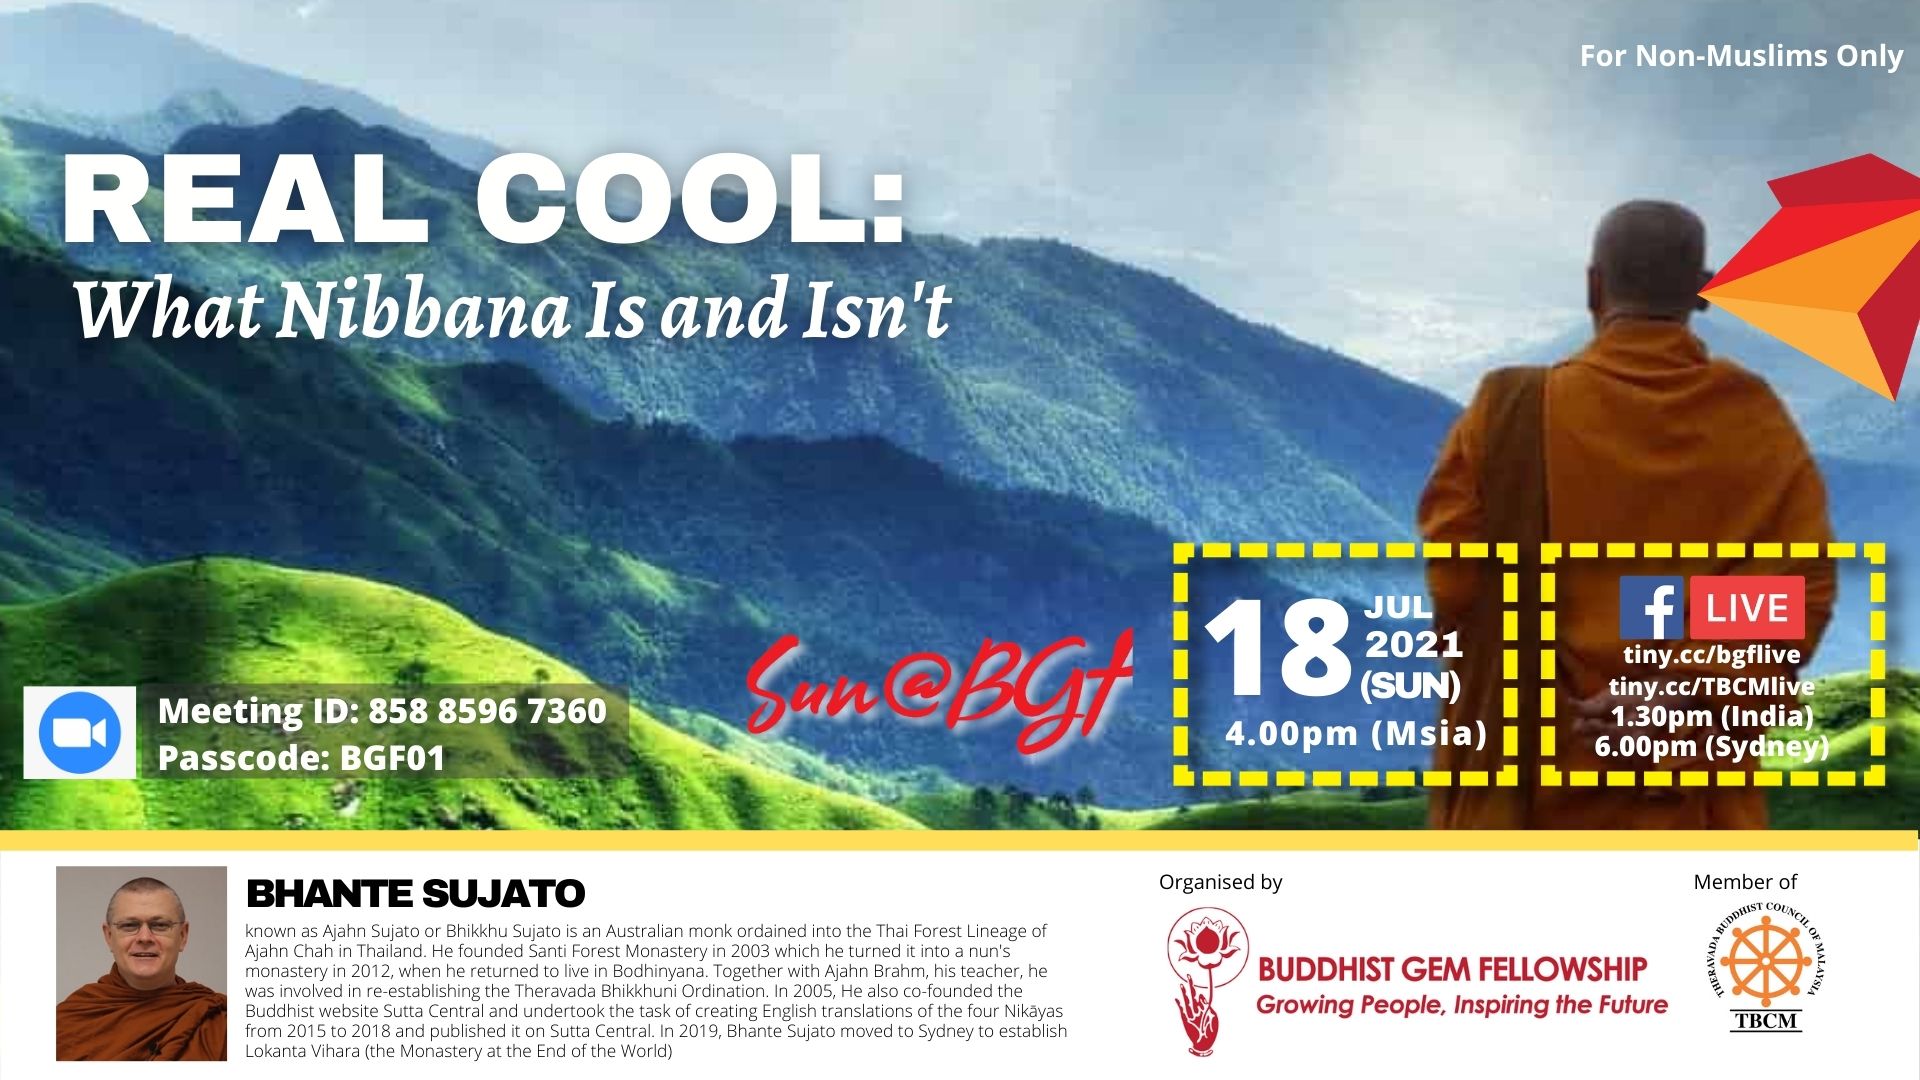 For Non-Muslims Only
REAL COOL:
What Nibbana Is and Isn't
Meeting ID: 858 8596 7360
Passcode: BGF01
Sun@BGF
18 JUL
2021
(SUN)
4.00pm (Msia)
f LIVE
tiny.cc/bgflive
tiny.cc/TBCMlive
1.30pm (India)
6.00pm (Sydney)
BHANTE SUJATO
known as Ajahn Sujato or Bhikkhu Sujato is an Australian monk ordained into the Thai Forest Lineage of
Ajahn Chah in Thailand. He founded Santi Forest Monastery in 2003 which he turned it into a nun's
monastery in 2012, when he returned to live in Bodhinyana. Together with Ajahn Brahm, his teacher, he
was involved in re-establishing the Theravada Bhikkhuni Ordination. In 2005, He also co-founded the
Buddhist website Sutta Central and undertook the task of creating English translations of the four Nikāyas
from 2015 to 2018 and published it on Sutta Central. In 2019, Bhante Sujato moved to Sydney to establish
Lokanta Vihara (the Monastery at the End of the World)
Organised by
BUDDHIST GEM FELLOWSHIP
Growing People, Inspiring the Future
Member of
THERAVADA BUDDHIST COUNCIL OF MALAYSIA
TBCM